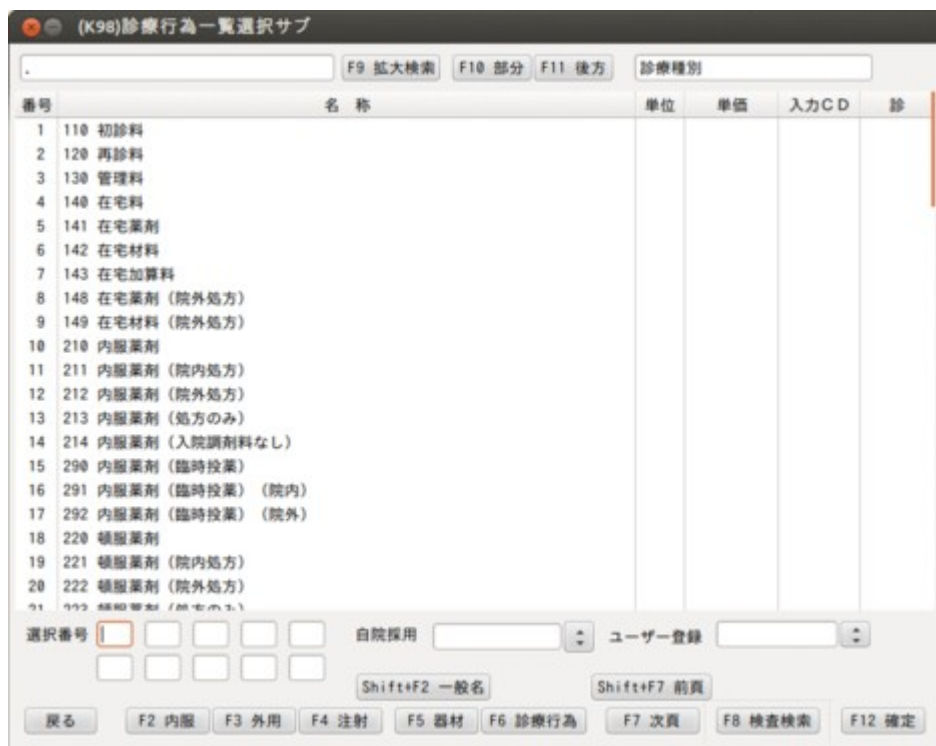 (K98)診療行為一覧選択サブ
. F9 拡大検索 F10 部分 F11 後方 診療種別
番号 名 称 単位 単価 入力CD 診
1 110 初診料
2 120 再診料
3 130 管理料
4 140 在宅料
5 141 在宅薬剤
6 142 在宅材料
7 143 在宅加算料
8 148 在宅薬剤（院外処方）
9 149 在宅材料（院外処方）
10 210 内服薬剤
11 211 内服薬剤（院内処方）
12 212 内服薬剤（院外処方）
13 213 内服薬剤（処方のみ）
14 214 内服薬剤（入院調剤料なし）
15 290 内服薬剤（臨時投薬）
16 291 内服薬剤（臨時投薬）（院内）
17 292 内服薬剤（臨時投薬）（院外）
18 220 頓服薬剤
19 221 頓服薬剤（院内処方）
20 222 頓服薬剤（院外処方）
21 223 頓服薬剤（処方のみ）
選択番号 自院採用 ユーザー登録
Shift+F2 一般名 Shift+F7 前頁
戻る F2 内服 F3 外用 F4 注射 F5 器材 F6 診療行為 F7 次頁 F8 検査検索 F12 確定